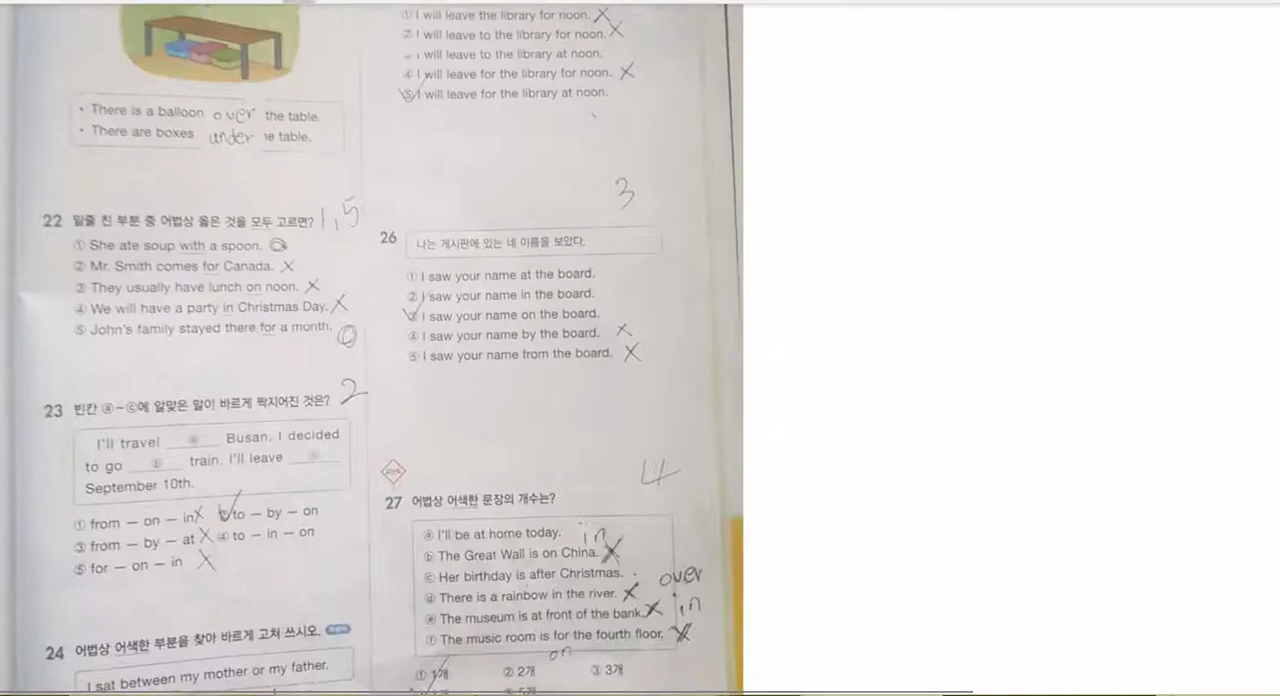 • There is a balloon over the table.
• There are boxes under he table.
22 밑줄 친 부분 중 어법상 옳은 것을 모두 고르면? 1, 5
① She ate soup with a spoon.
② Mr. Smith comes for Canada. X
③ They usually have lunch on noon. X
④ We will have a party in Christmas Day. X
⑤ John's family stayed there for a month.
23 빈칸 ⓐ~ⓒ에 알맞은 말이 바르게 짝지어진 것은? 2
I'll travel ⓐ Busan. I decided
to go ⓑ train. I'll leave ⓒ
September 10th.
① from – on – in X ② to – by – on
③ from – by – at X ④ to – in – on
⑤ for – on – in X
24 어법상 어색한 부분을 찾아 바르게 고쳐 쓰시오.
I sat between my mother or my father.
① I will leave the library for noon. X
② I will leave to the library for noon. X
will leave to the library at noon.
④ I will leave for the library for noon. X
⑤ I will leave for the library at noon.
3
26 나는 게시판에 있는 네 이름을 보았다.
① I saw your name at the board.
② I saw your name in the board.
③ I saw your name on the board.
④ I saw your name by the board. X
⑤ I saw your name from the board. X
4
27 어법상 어색한 문장의 개수는?
ⓐ I'll be at home today.
in
ⓑ The Great Wall is on China. X
ⓒ Her birthday is after Christmas.
over
ⓓ There is a rainbow in the river. X
ⓔ The museum is at front of the bank. X in
ⓕ The music room is for the fourth floor. X
on
① 1개 ② 2개 ③ 3개